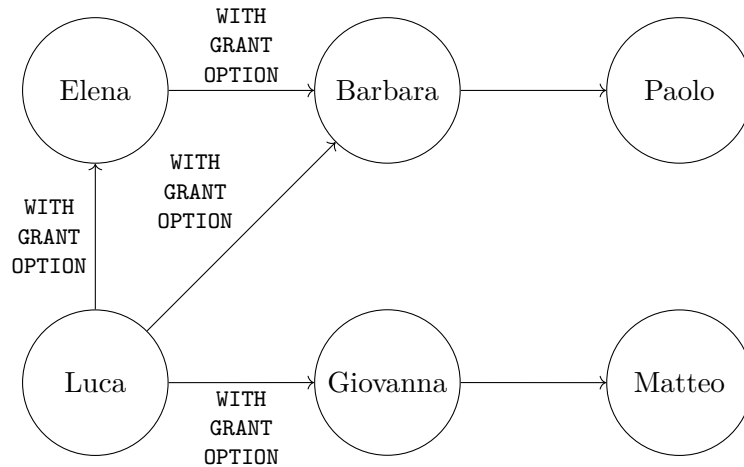 WITH
GRANT
OPTION
Elena
Barbara
Paolo
WITH
GRANT
OPTION
WITH
GRANT
OPTION
Luca
Giovanna
Matteo
WITH
GRANT
OPTION